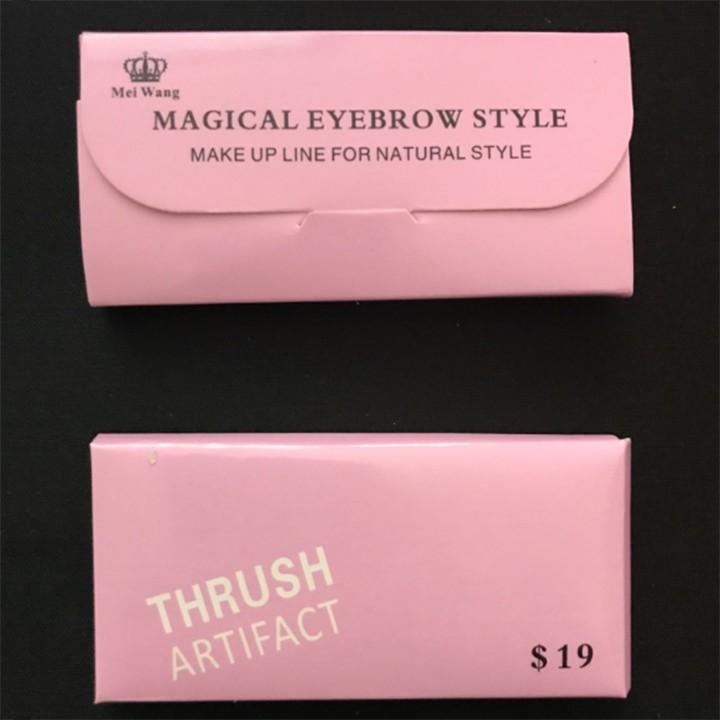 Mei Wang
MAGICAL EYEBROW STYLE
MAKE UP LINE FOR NATURAL STYLE
THRUSH
ARTIFACT
$19